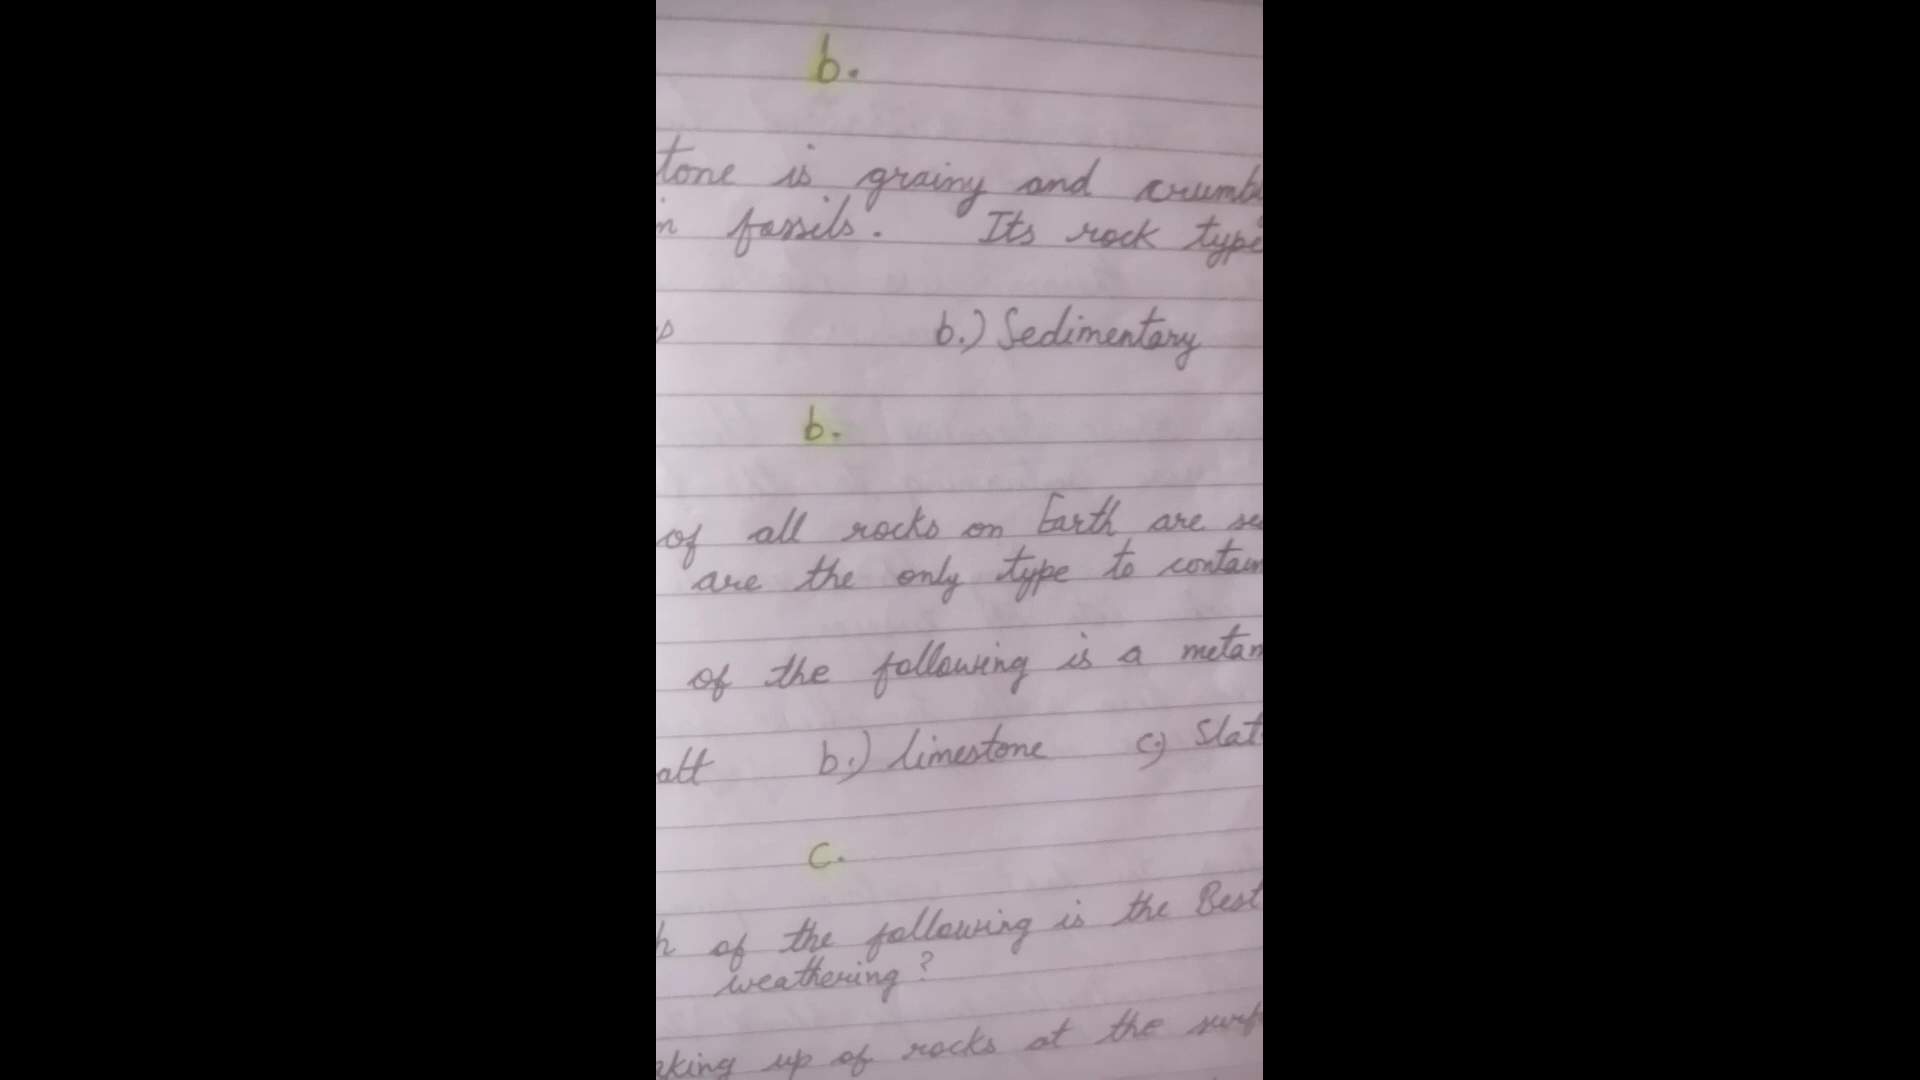 b.
tone is grainy and crumb
n fossils. Its rock type
s b.) Sedimentary
b.
of all rocks on Earth are se
are the only type to contain
of the following is a metam
alt b.) limestone c) Slat
c.
h of the following is the Best
weathering?
aking up of rocks at the surf